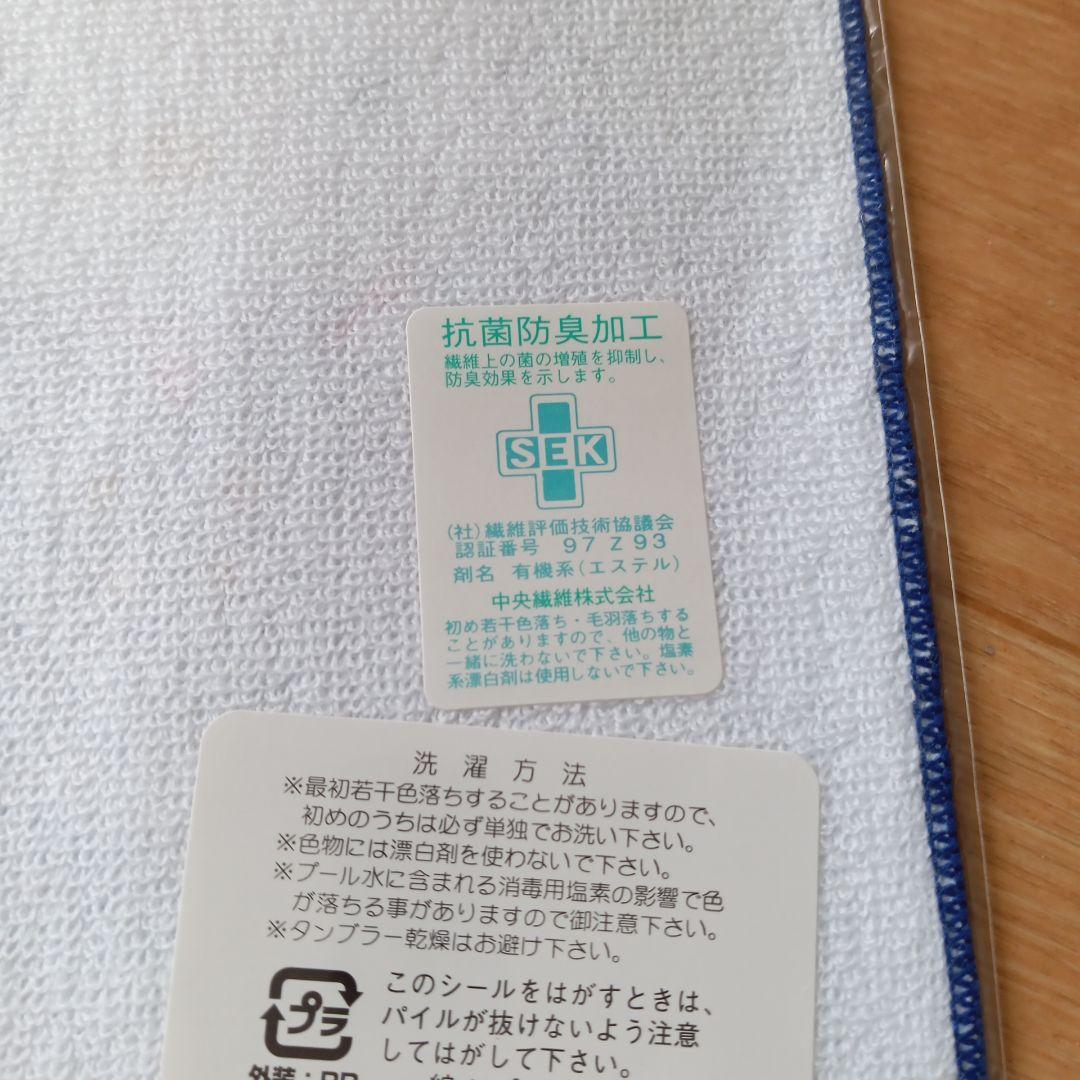 抗菌防臭加工
繊維上の菌の増殖を抑制し、
防臭効果を示します。
SEK
(社)繊維評価技術協議会
認証番号 97 Z 93
剤名 有機系(エステル)
中央繊維株式会社
初め若干色落ち・毛羽落ちする
ことがありますので、他の物と
一緒に洗わないで下さい。塩素
系漂白剤は使用しないで下さい。
洗濯方法
※最初若干色落ちすることがありますので、
初めのうちは必ず単独でお洗い下さい。
※色物には漂白剤を使わないで下さい。
※プール水に含まれる消毒用塩素の影響で色
が落ちる事がありますので御注意下さい。
※タンブラー乾燥はお避け下さい。
プラ
このシールをはがすときは、
パイルが抜けないよう注意
してはがして下さい。
外装:PP